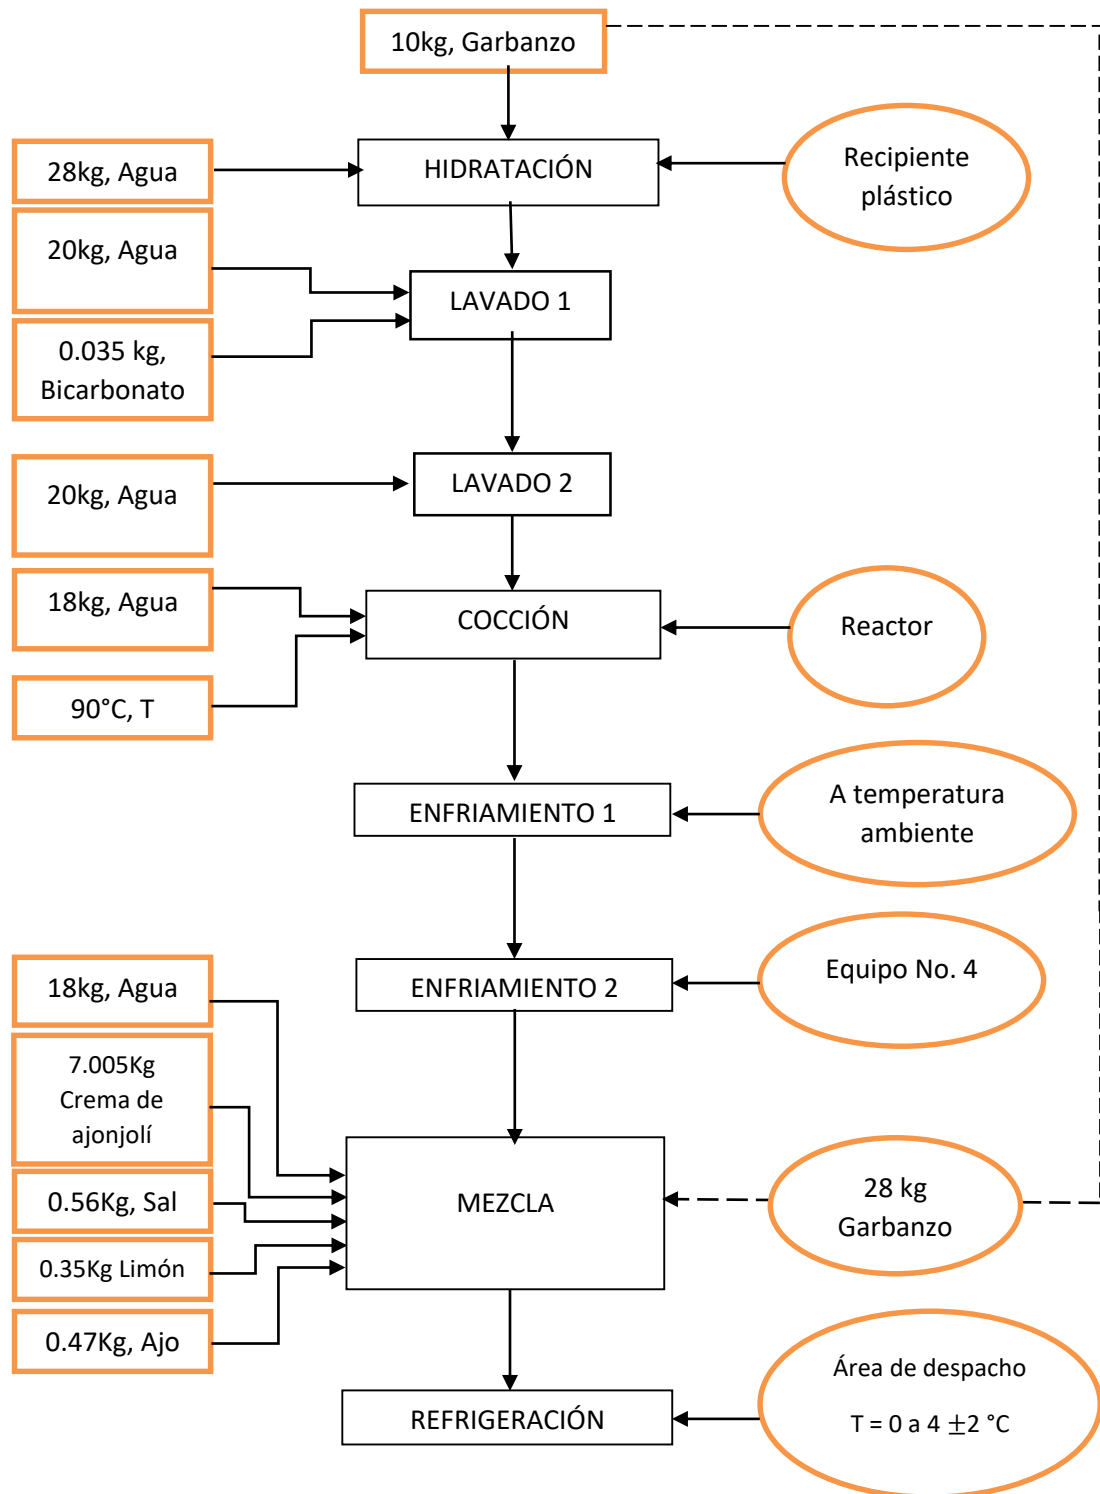 10kg, Garbanzo
28kg, Agua
HIDRATACIÓN
Recipiente
plástico
20kg, Agua
LAVADO 1
0.035 kg,
Bicarbonato
20kg, Agua
LAVADO 2
18kg, Agua
COCCIÓN
Reactor
90°C, T
ENFRIAMIENTO 1
A temperatura
ambiente
18kg, Agua
ENFRIAMIENTO 2
Equipo No. 4
7.005Kg
Crema de
ajonjolí
0.56Kg, Sal
MEZCLA
28 kg
Garbanzo
0.35Kg Limón
0.47Kg, Ajo
REFRIGERACIÓN
Área de despacho
T = 0 a 4 ±2 °C